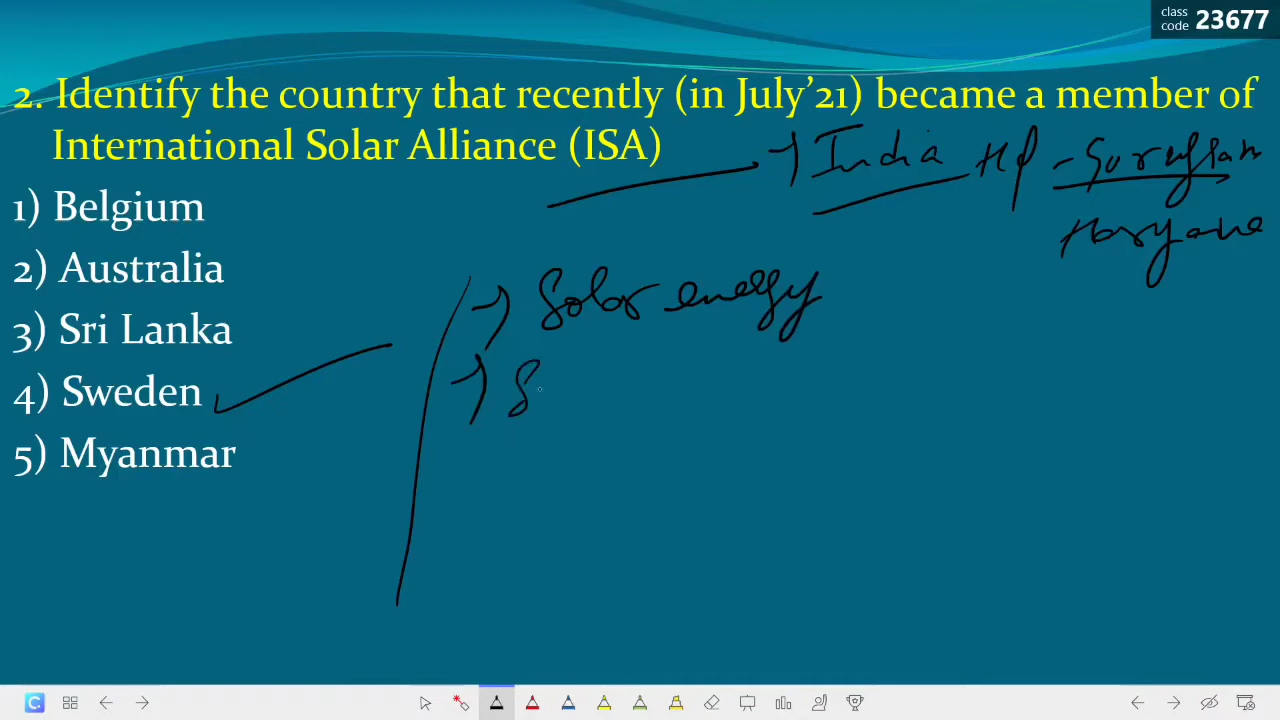 class code 23677
2. Identify the country that recently (in July’21) became a member of
International Solar Alliance (ISA)
India HQ -
Haryana
1) Belgium
2) Australia
3) Sri Lanka
4) Sweden
5) Myanmar
Solar energy
S